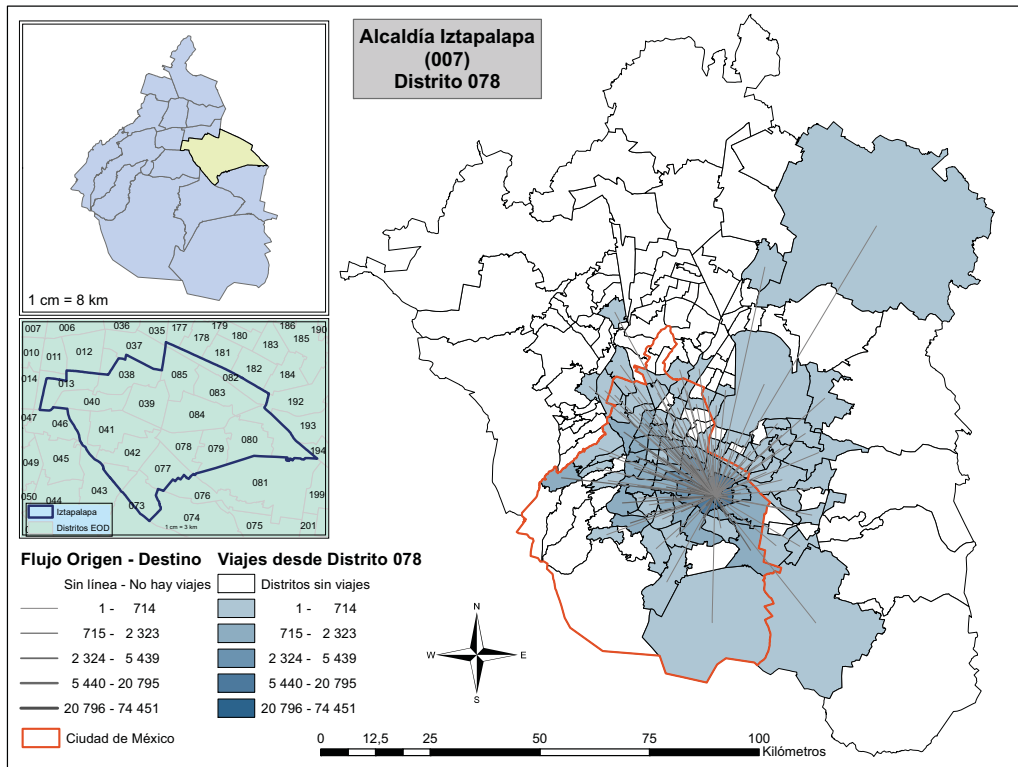 Alcaldía Iztapalapa
(007)
Distrito 078
1 cm = 8 km
007 006 036 035 177 179 186 190
178 180 183 185
010 011 012 037 181
014 013 038 085 082 182 184
083
047 046 040 039 084 192
041 193
042 078 079 080 194
049 045 077
043 081
050 044 073 076 199
074 075 201
Iztapalapa
Distritos EOD
1 cm = 3 km
Flujo Origen - Destino
Sin línea - No hay viajes
1 - 714
715 - 2 323
2 324 - 5 439
5 440 - 20 795
20 796 - 74 451
Ciudad de México
Viajes desde Distrito 078
Distritos sin viajes
1 - 714
715 - 2 323
2 324 - 5 439
5 440 - 20 795
20 796 - 74 451
N
W E
S
0 12,5 25 50 75 100
Kilómetros